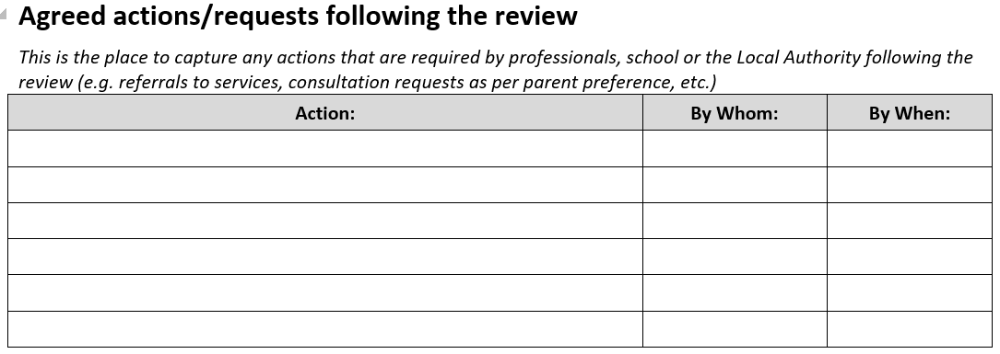 Agreed actions/requests following the review
This is the place to capture any actions that are required by professionals, school or the Local Authority following the
review (e.g. referrals to services, consultation requests as per parent preference, etc.)
Action: By Whom: By When: